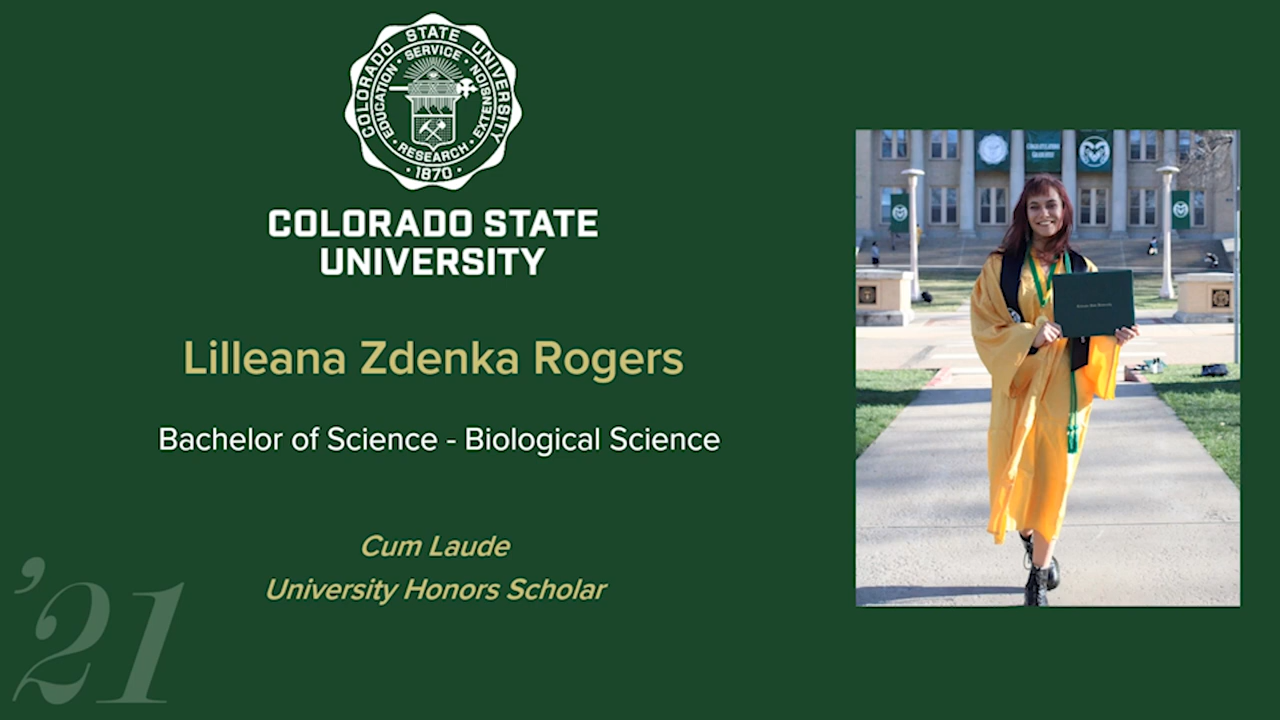 COLORADO STATE UNIVERSITY
EDUCATION · SERVICE · EXTENSION
· RESEARCH ·
· 1870 ·
COLORADO STATE
UNIVERSITY
Lilleana Zdenka Rogers
Bachelor of Science - Biological Science
Cum Laude
University Honors Scholar
’21